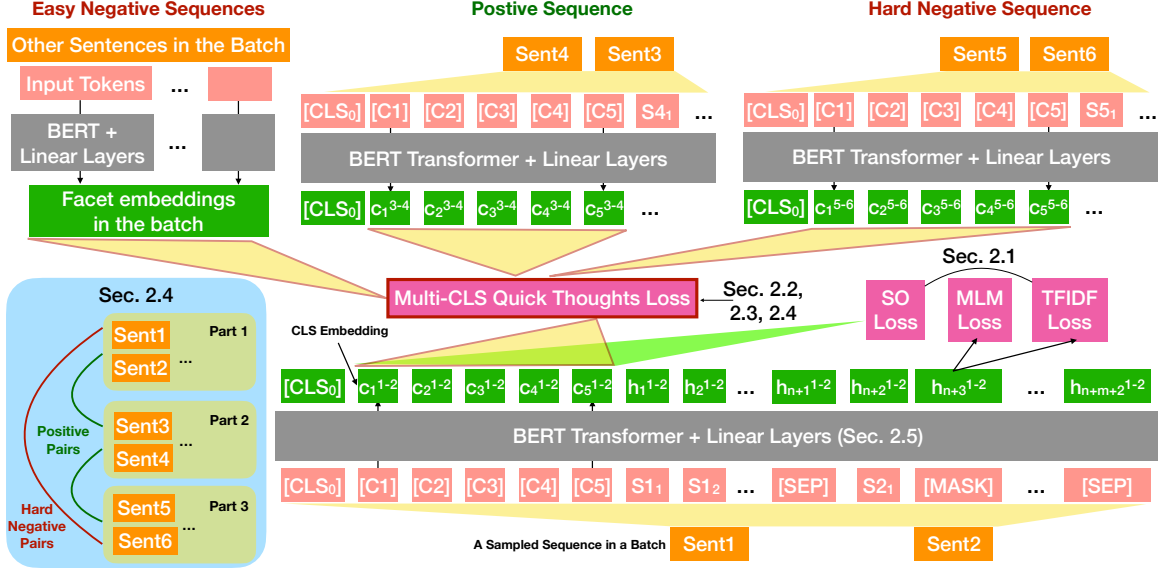 Easy Negative Sequences
Other Sentences in the Batch
Input Tokens ...
BERT +
Linear Layers ...
Facet embeddings
in the batch
Postive Sequence
Sent4 Sent3
[CLS₀] [C1] [C2] [C3] [C4] [C5] S4₁ ...
BERT Transformer + Linear Layers
[CLS₀] c₁³⁻⁴ c₂³⁻⁴ c₃³⁻⁴ c₄³⁻⁴ c₅³⁻⁴ ...
Hard Negative Sequence
Sent5 Sent6
[CLS₀] [C1] [C2] [C3] [C4] [C5] S5₁ ...
BERT Transformer + Linear Layers
[CLS₀] c₁⁵⁻⁶ c₂⁵⁻⁶ c₃⁵⁻⁶ c₄⁵⁻⁶ c₅⁵⁻⁶ ...
Multi-CLS Quick Thoughts Loss
Sec. 2.2,
2.3, 2.4
Sec. 2.1
SO
Loss
MLM
Loss
TFIDF
Loss
CLS Embedding
[CLS₀] c₁¹⁻² c₂¹⁻² c₃¹⁻² c₄¹⁻² c₅¹⁻² h₁¹⁻² h₂¹⁻² ... hₙ₊₁¹⁻² hₙ₊₂¹⁻² hₙ₊₃¹⁻² ... hₙ₊ₘ₊₂¹⁻²
BERT Transformer + Linear Layers (Sec. 2.5)
[CLS₀] [C1] [C2] [C3] [C4] [C5] S1₁ S1₂ ... [SEP] S2₁ [MASK] ... [SEP]
A Sampled Sequence in a Batch Sent1 Sent2
Sec. 2.4
Sent1 Part 1
Sent2 ...
Sent3 Part 2
Sent4 ...
Sent5 Part 3
Sent6 ...
Positive
Pairs
Hard
Negative
Pairs